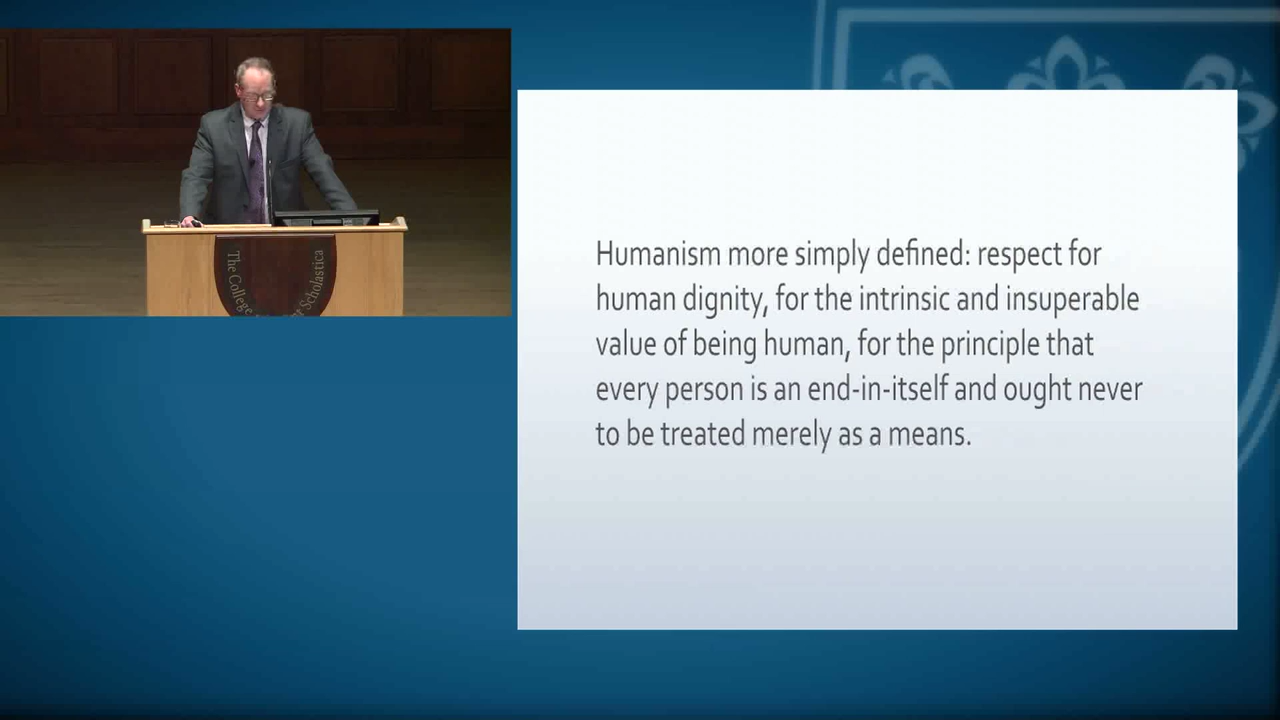 Humanism more simply defined: respect for
human dignity, for the intrinsic and insuperable
value of being human, for the principle that
every person is an end-in-itself and ought never
to be treated merely as a means.
The College
Scholastica